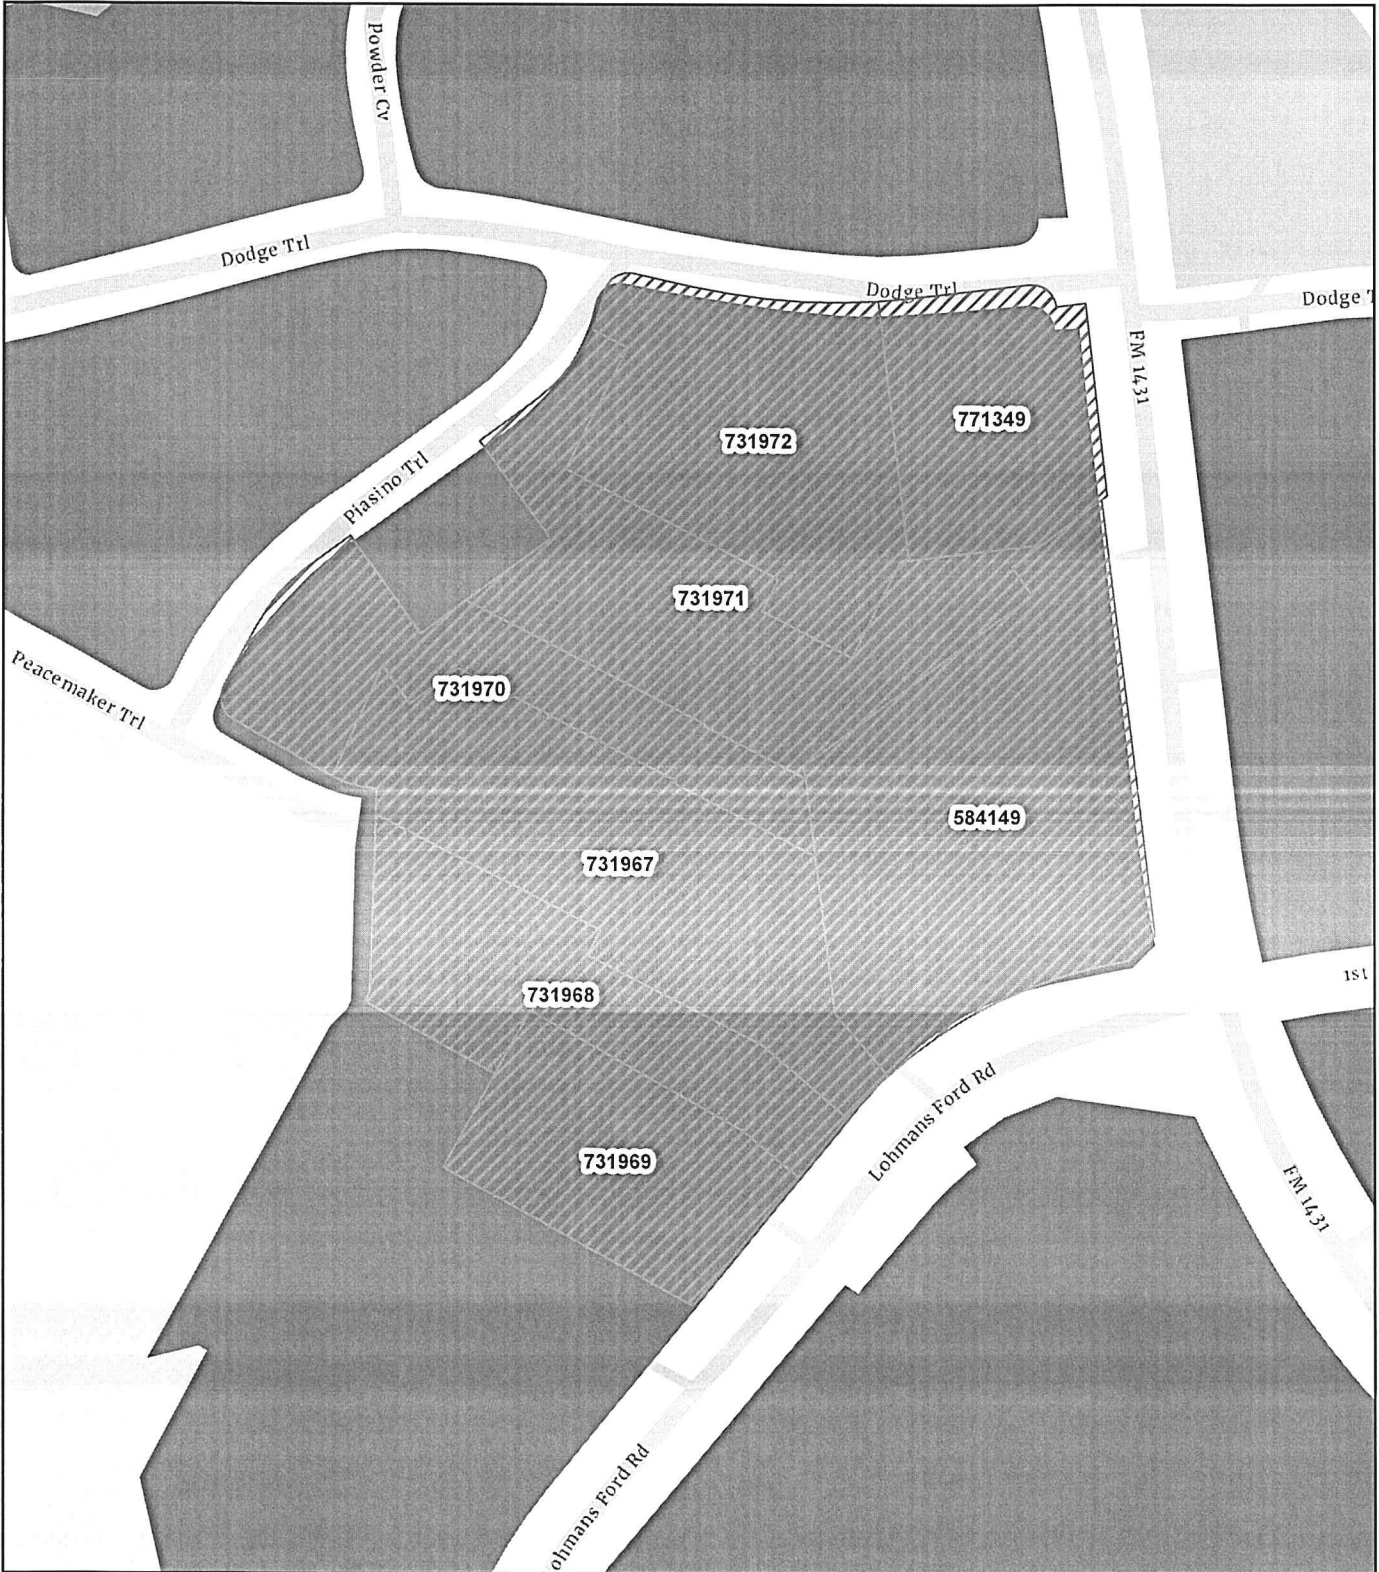 Powder Cv
Dodge Trl
Dodge Trl
Dodge T
FM 1431
771349
731972
Piasino Trl
731971
Peacemaker Trl
731970
584149
731967
1st
731968
Lohmans Ford Rd
731969
FM 1431
ohmans Ford Rd